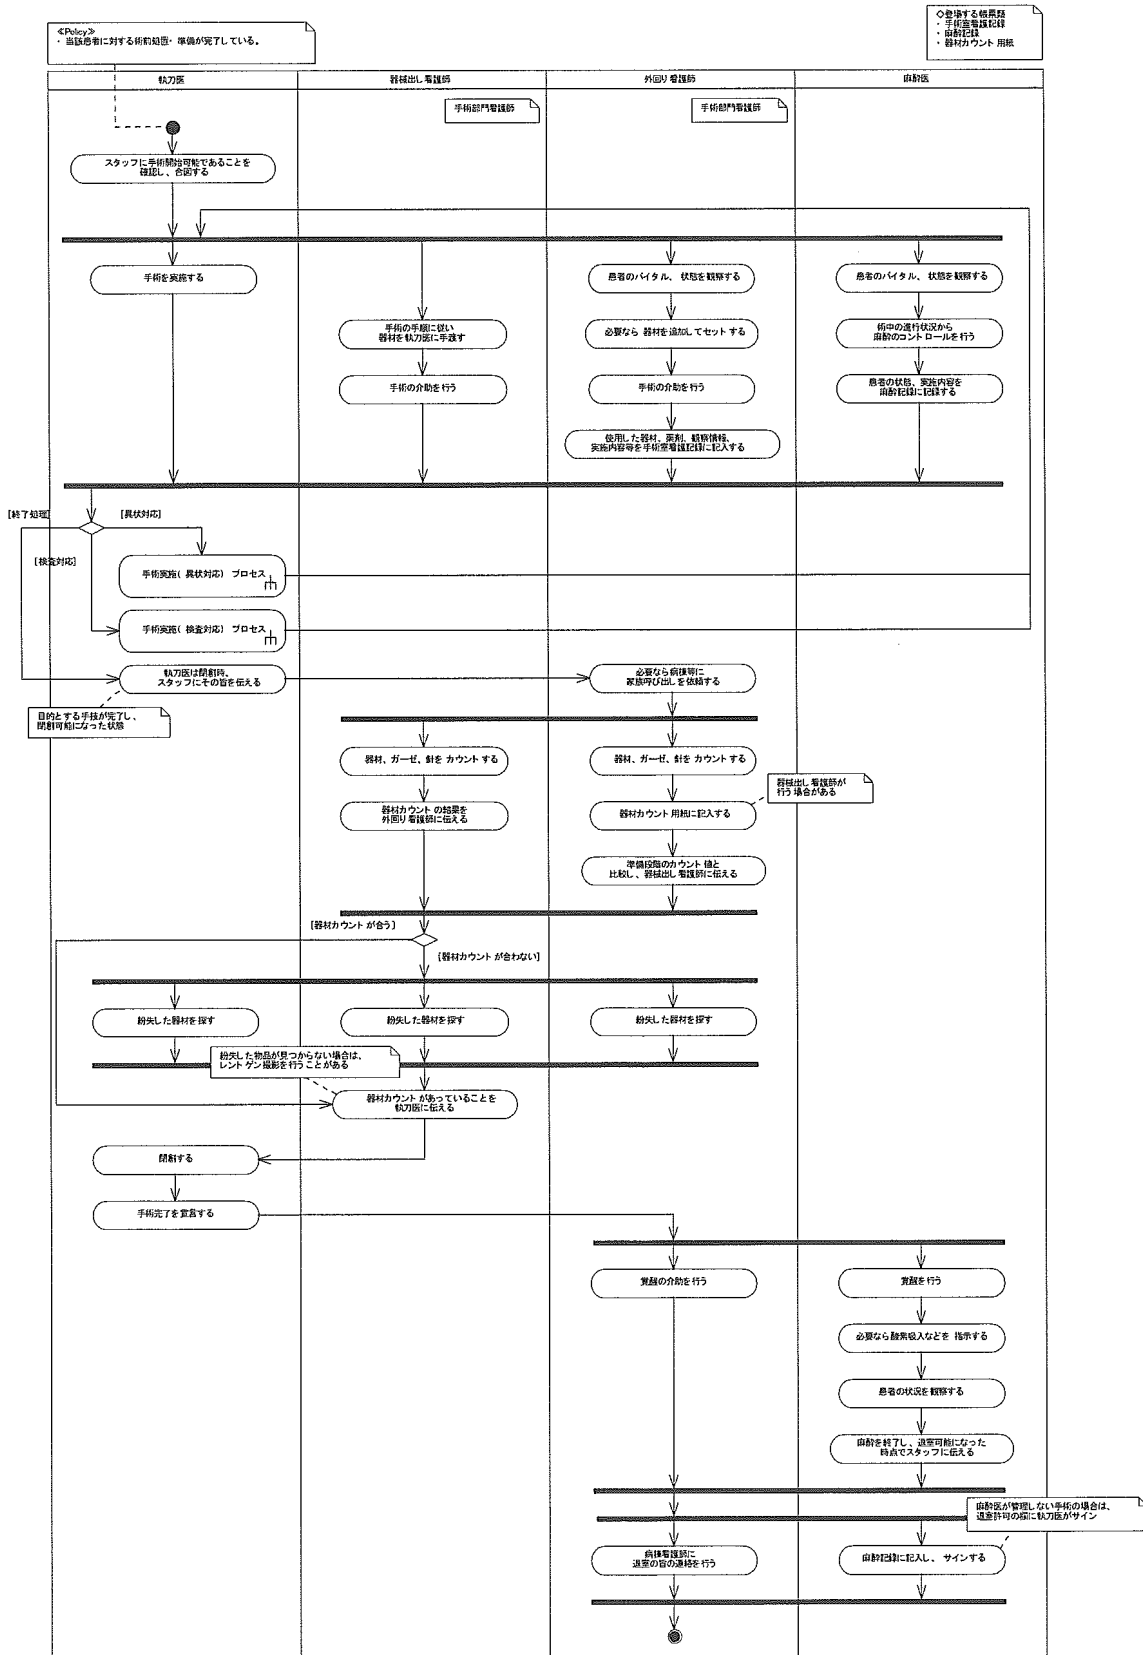 ≪Policy≫
・ 当該患者に対する術前処置・ 準備が完了している。
◇登場する帳票類
・ 手術室看護記録
・ 麻酔記録
・ 器材カウント 用紙
執刀医
器械出し 看護師
外回り 看護師
麻酔医
手術部門看護師
手術部門看護師
スタッフに手術開始可能であることを
確認し、合図する
手術を実施する
患者のバイタル、 状態を観察する
患者のバイタル、 状態を観察する
手術の手順に従い
器材を執刀医に手渡す
必要なら 器材を追加してセット する
術中の進行状況から
麻酔のコント ロールを行う
手術の介助を行う
手術の介助を行う
患者の状態、実施内容を
麻酔記録に記録する
使用した器材、薬剤、観察情報、
実施内容等を手術室看護記録に記入する
[終了処理]
[異状対応]
[検査対応]
手術実施( 異状対応) プロセス
手術実施( 検査対応) プロセス
執刀医は閉創時、
スタッフにその旨を伝える
必要なら病棟等に
家族呼び出しを依頼する
目的とする手技が完了し、
閉創可能になった状態
器材、ガーゼ、針を カウント する
器材、ガーゼ、針を カウント する
器械出し 看護師が
行う 場合がある
器材カウント の結果を
外回り 看護師に伝える
器材カウント 用紙に記入する
準備段階のカウント 値と
比較し、器械出し 看護師に伝える
[器材カウント が合う]
[器材カウント が合わない]
紛失した器材を探す
紛失した器材を探す
紛失した器材を探す
紛失した物品が見つからない場合は、
レント ゲン撮影を行うことがある
器材カウント があっていることを
執刀医に伝える
閉創する
手術完了を宣言する
覚醒の介助を行う
覚醒を行う
必要なら酸素吸入などを 指示する
患者の状況を観察する
麻酔を終了し、退室可能になった
時点でスタッフに伝える
麻酔医が管理しない手術の場合は、
退室許可の欄に執刀医がサイン
病棟看護師に
退室の旨の連絡を行う
麻酔記録に記入し、 サインする